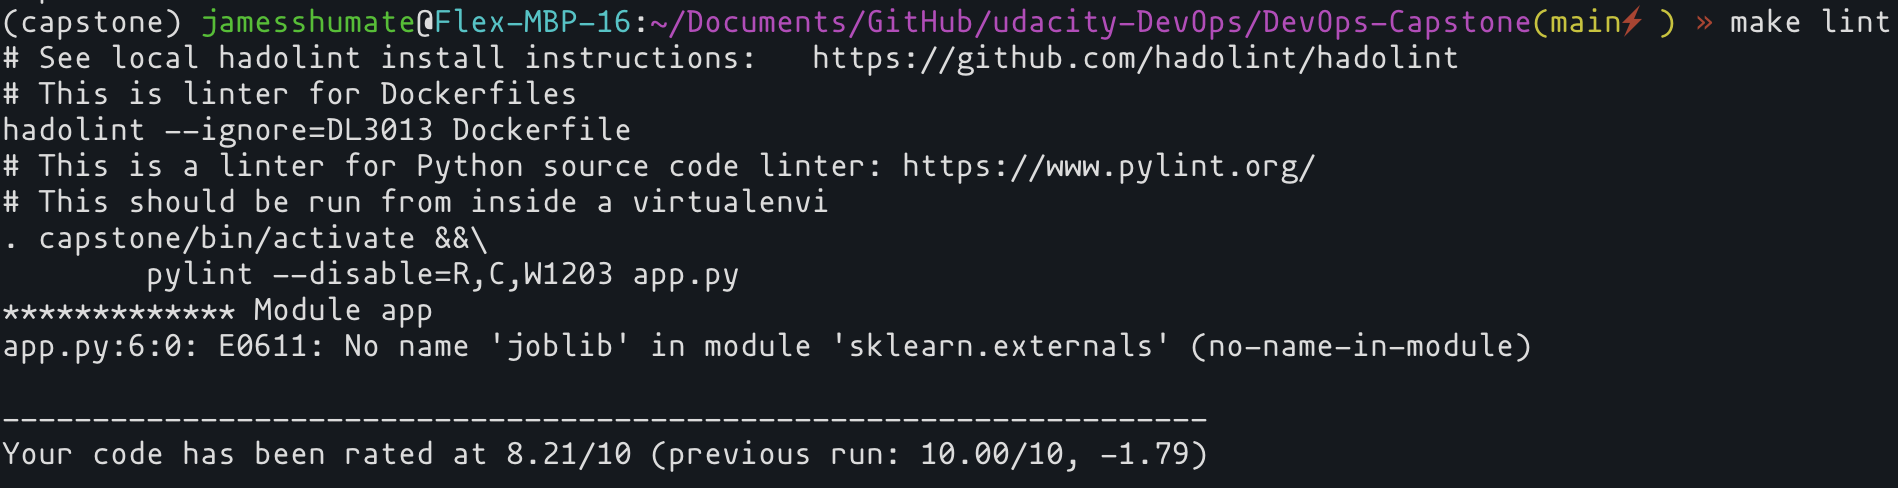 (capstone) jamesshumate@Flex-MBP-16:~/Documents/GitHub/udacity-DevOps/DevOps-Capstone(main⚡ ) » make lint
# See local hadolint install instructions:   https://github.com/hadolint/hadolint
# This is linter for Dockerfiles
hadolint --ignore=DL3013 Dockerfile
# This is a linter for Python source code linter: https://www.pylint.org/
# This should be run from inside a virtualenvi
. capstone/bin/activate &&\
        pylint --disable=R,C,W1203 app.py
************* Module app
app.py:6:0: E0611: No name 'joblib' in module 'sklearn.externals' (no-name-in-module)
-------------------------------------------------------------------
Your code has been rated at 8.21/10 (previous run: 10.00/10, -1.79)